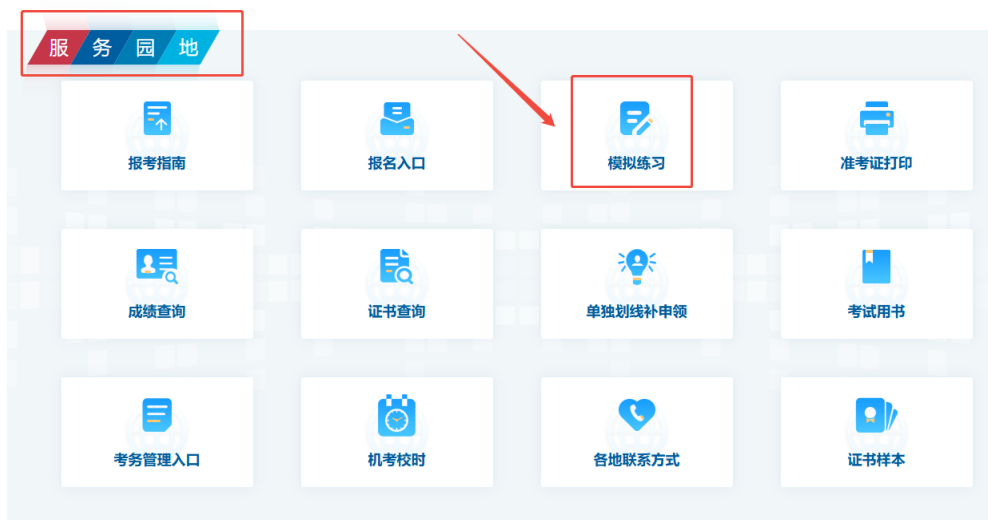 服务园地
报考指南
报名入口
模拟练习
准考证打印
成绩查询
证书查询
单独划线补申领
考试用书
考务管理入口
机考校时
各地联系方式
证书样本